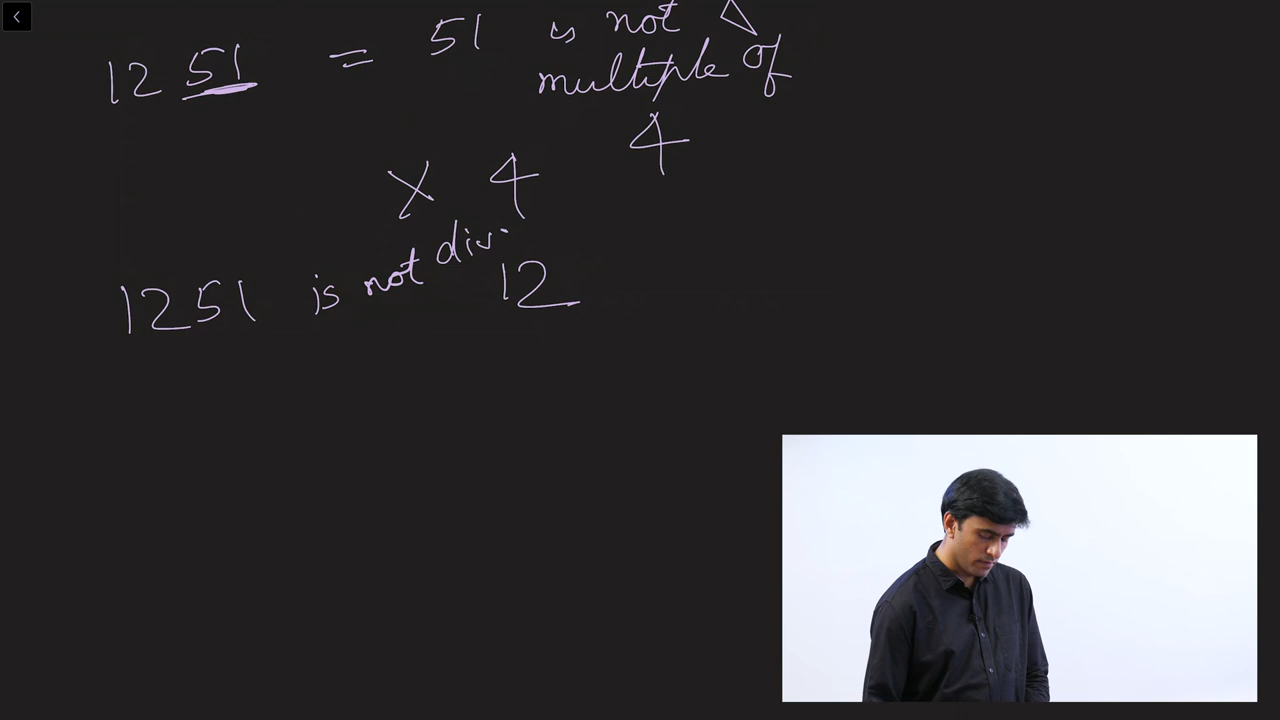 1251 = 51 is not
multiple of
4
X 4
1251 is not div.
12